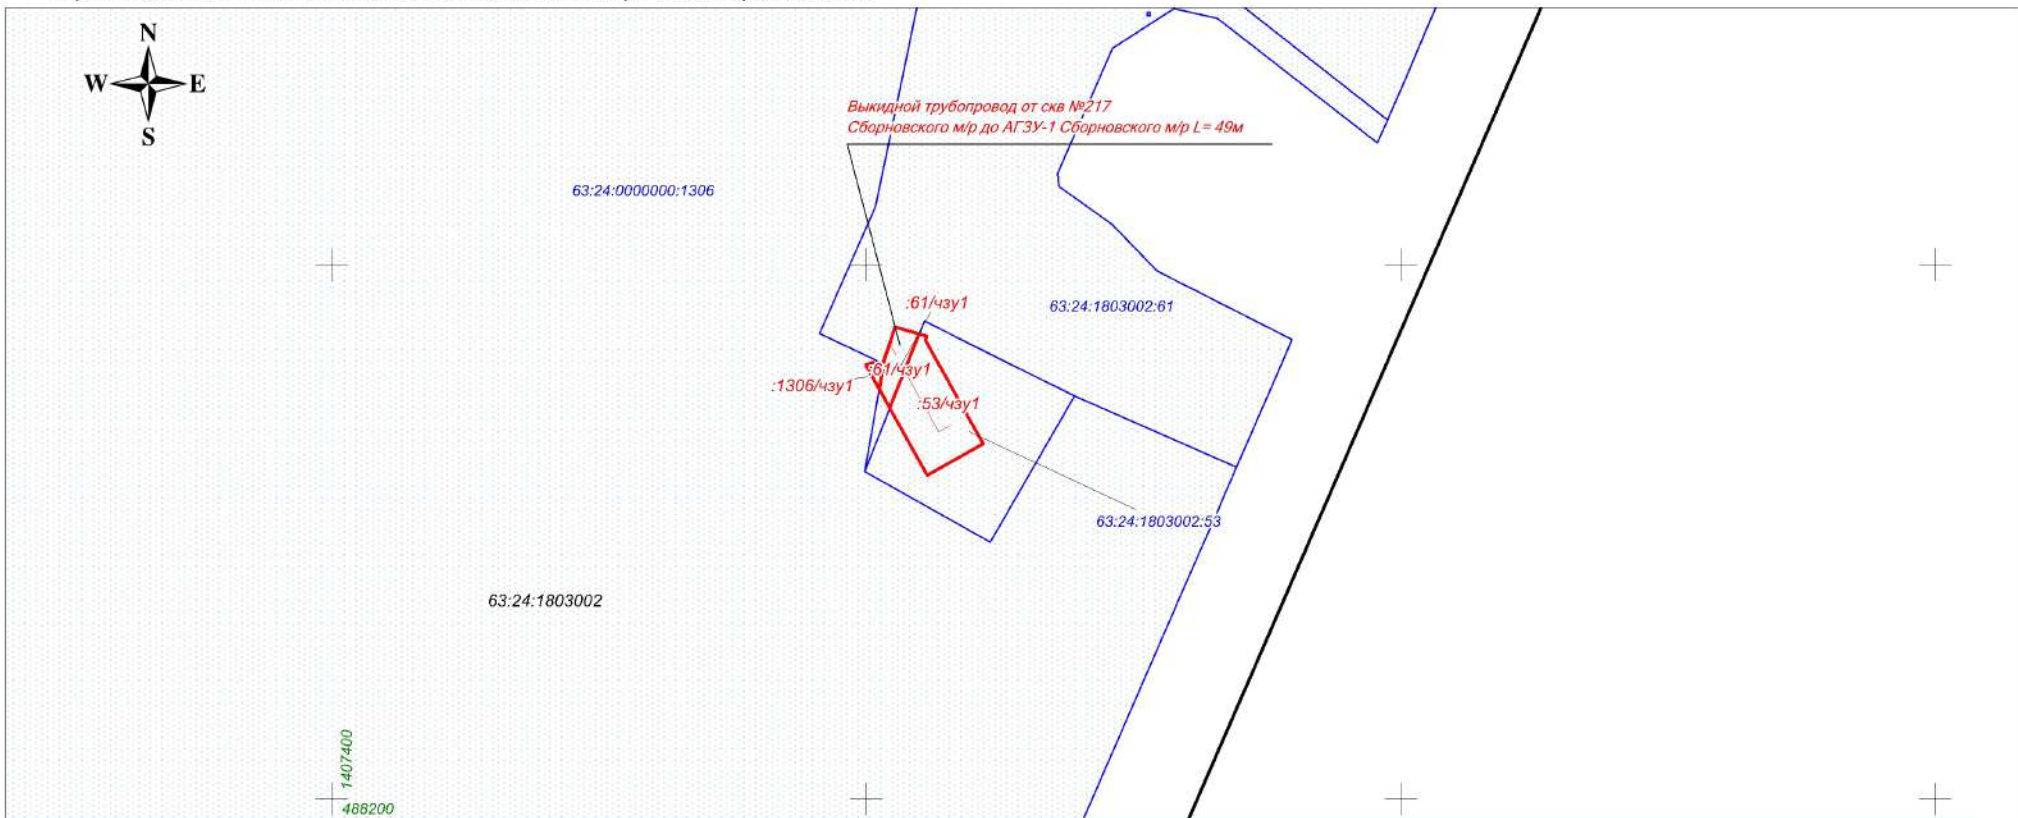 N
W E
S
Выкидной трубопровод от скв №217
Сборновского м/р до АГЗУ-1 Сборновского м/р L= 49м
63:24:0000000:1306
:61/чзу1
63:24:1803002:61
:61/чзу1
:1306/чзу1
:53/чзу1
63:24:1803002:53
63:24:1803002
1407400
488200